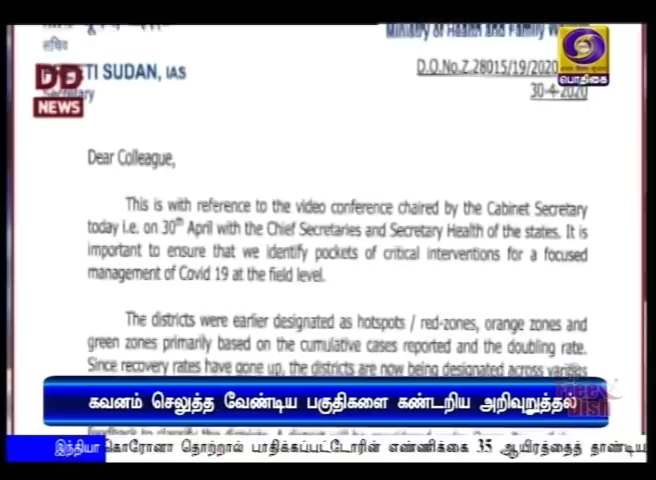 सचिव
Ministry of Health and Family
ETI SUDAN, IAS
Secretary
DD
NEWS
D.O.No.Z.28015/19/2020
30-4-2020
பொதிகை
Dear Colleague,
This is with reference to the video conference chaired by the Cabinet Secretary
today i.e. on 30th April with the Chief Secretaries and Secretary Health of the states. It is
important to ensure that we identify pockets of critical interventions for a focused
management of Covid 19 at the field level.
The districts were earlier designated as hotspots / red-zones, orange zones and
green zones primarily based on the cumulative cases reported and the doubling rate.
Since recovery rates have gone up, the districts are now being designated across various
கவனம் செலுத்த வேண்டிய பகுதிகளை கண்டறிய அறிவுறுத்தல்
Free
Dish
இந்தியா கொரோனா தொற்றால் பாதிக்கப்பட்டோரின் எண்ணிக்கை 35 ஆயிரத்தைத் தாண்டிய